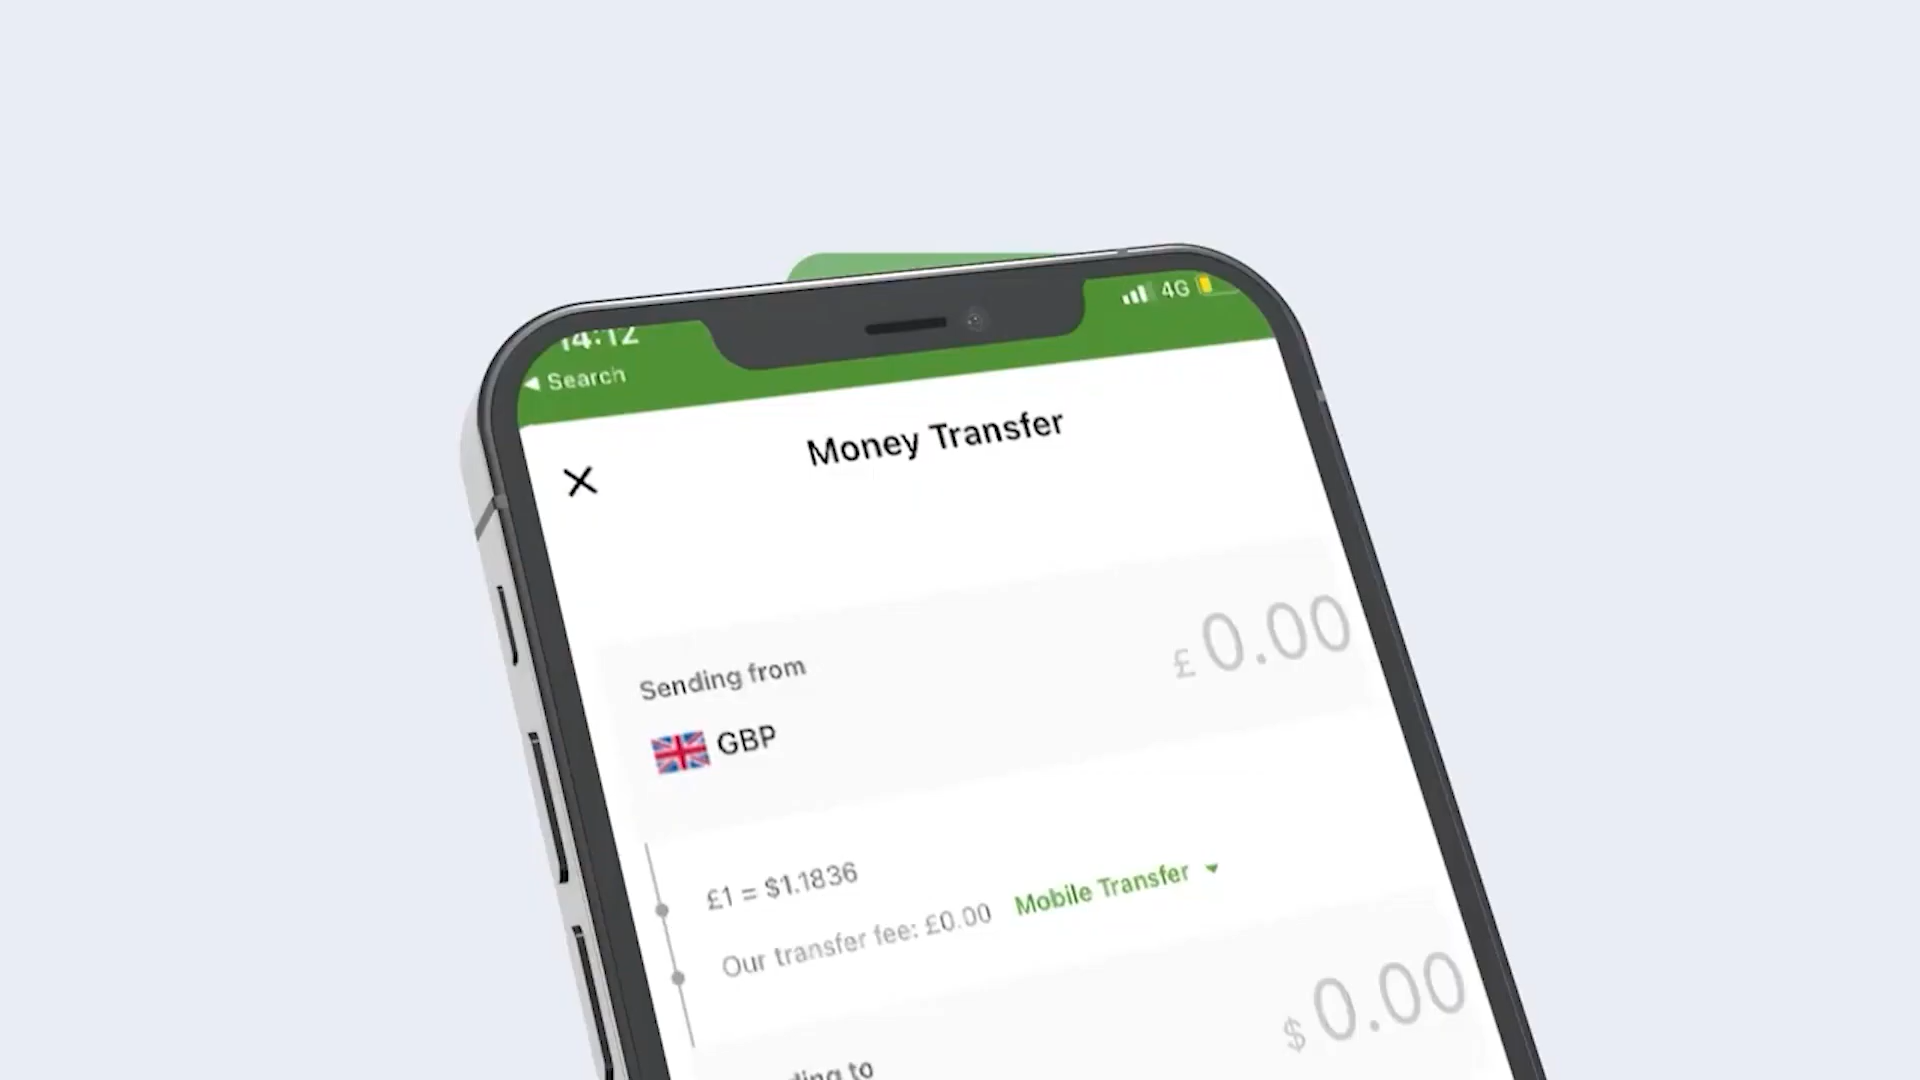 14:12
4G
◀ Search
Money Transfer
Sending from
£0.00
GBP
£1 = $1.1836
Our transfer fee: £0.00 Mobile Transfer
$0.00
to